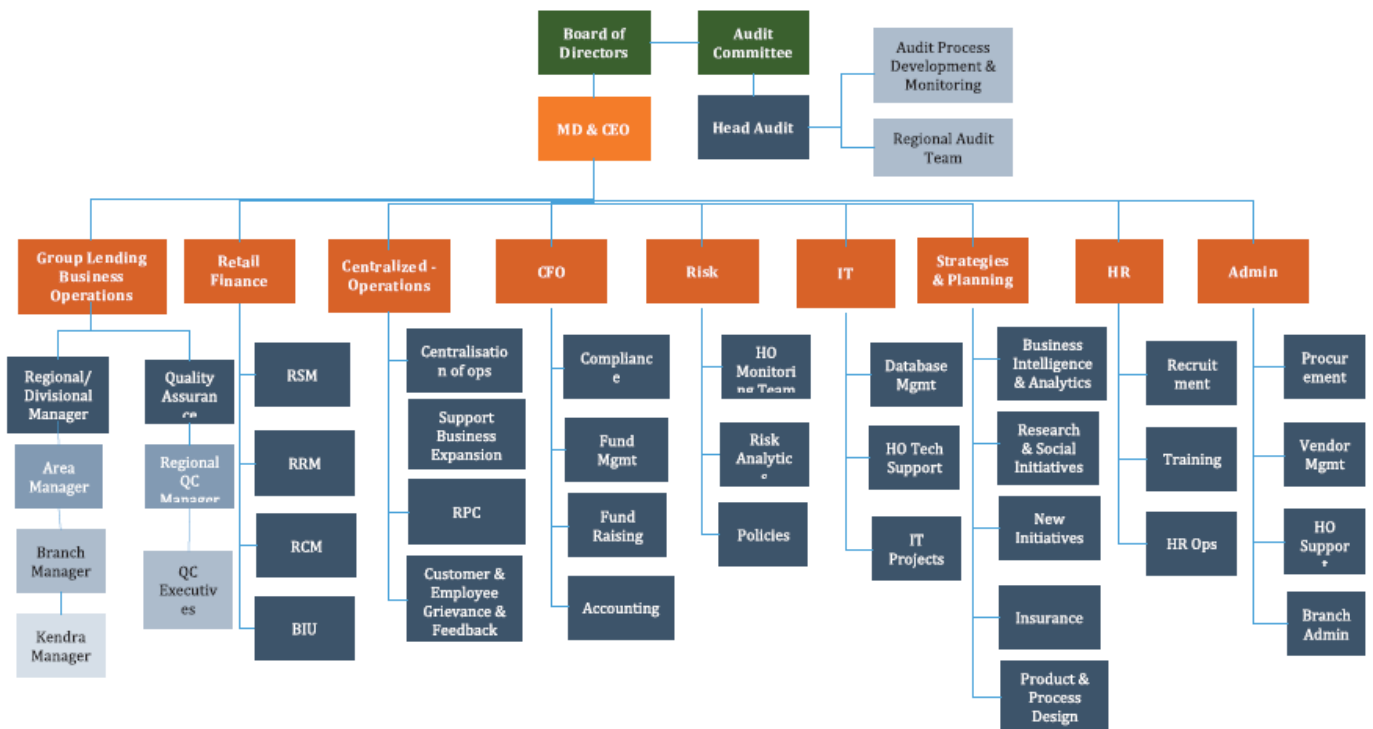 Board of
Directors
Audit
Committee
Audit Process
Development &
Monitoring
MD & CEO
Head Audit
Regional Audit
Team
Group Lending
Business
Operations
Retail
Finance
Centralized -
Operations
CFO
Risk
IT
Strategies
& Planning
HR
Admin
Regional/
Divisional
Manager
Area
Manager
Branch
Manager
Kendra
Manager
Quality
Assuran
ce
Regional
QC
Manager
QC
Executiv
es
RSM
RRM
RCM
BIU
Centralisatio
n of ops
Support
Business
Expansion
RPC
Customer &
Employee
Grievance &
Feedback
Complianc
e
Fund
Mgmt
Fund
Raising
Accounting
HO
Monitori
ng Team
Risk
Analytic
s
Policies
Database
Mgmt
HO Tech
Support
IT
Projects
Business
Intelligence
& Analytics
Research
& Social
Initiatives
New
Initiatives
Insurance
Product &
Process
Design
Recruit
ment
Training
HR Ops
Procur
ement
Vendor
Mgmt
HO
Suppor
t
Branch
Admin